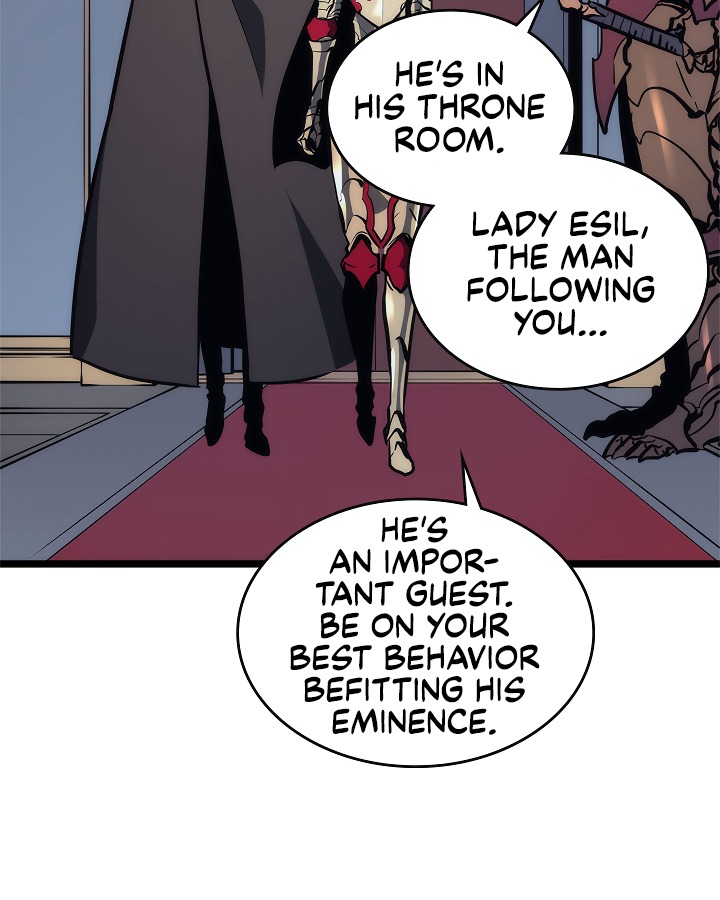 HE'S IN
HIS THRONE
ROOM.
LADY ESIL,
THE MAN
FOLLOWING
YOU...
HE'S
AN IMPOR-
TANT GUEST.
BE ON YOUR
BEST BEHAVIOR
BEFITTING HIS
EMINENCE.